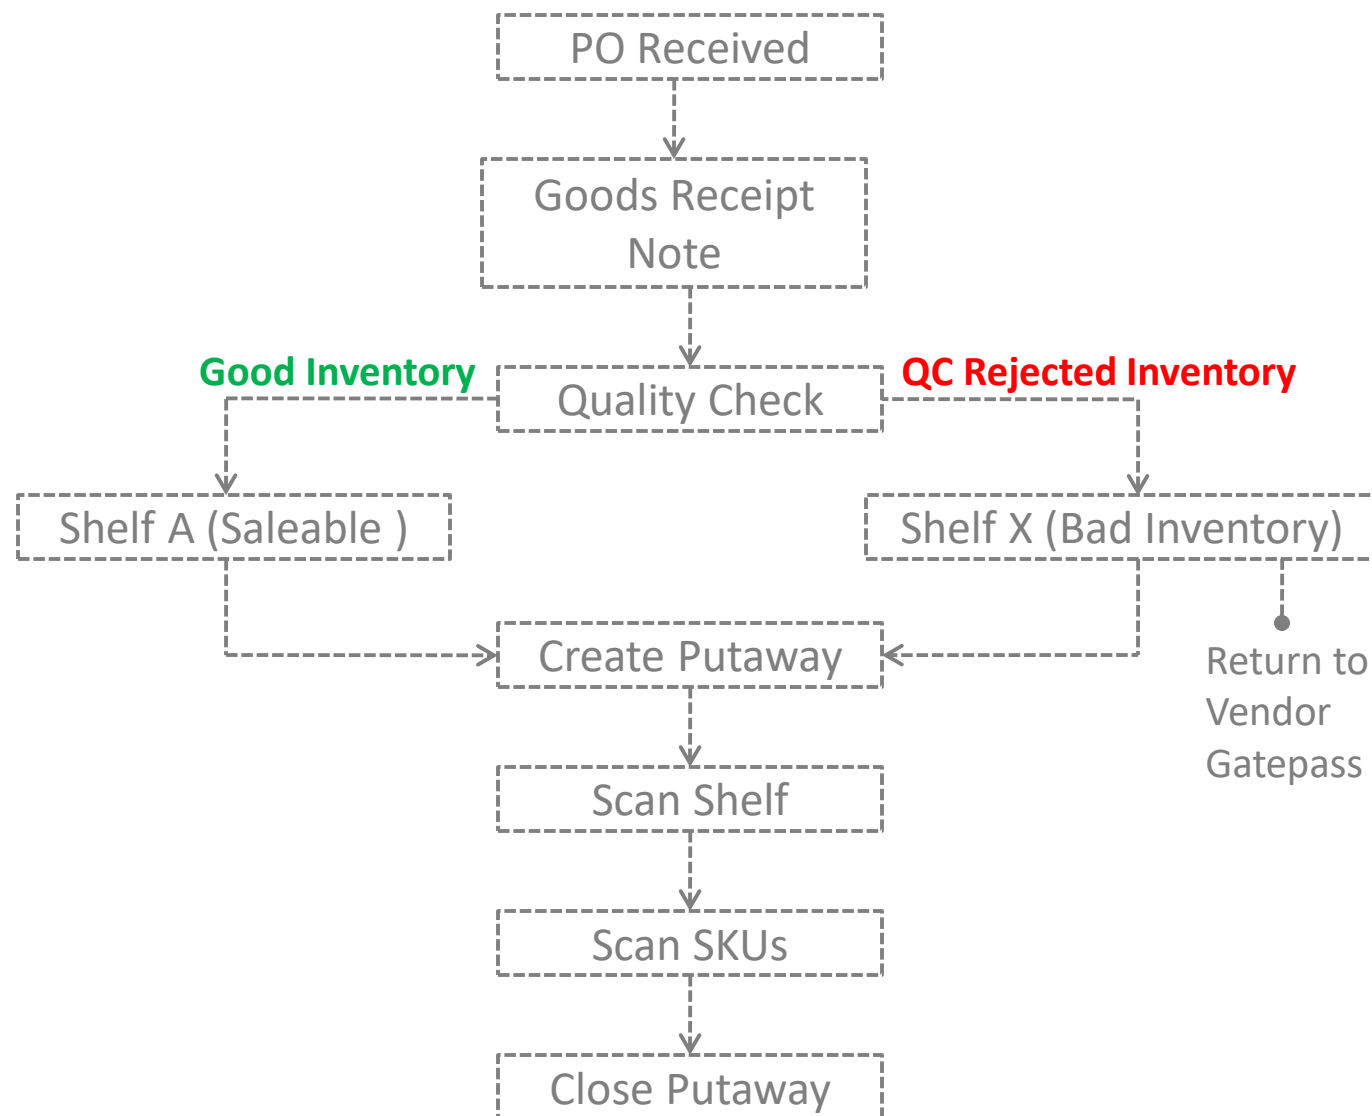 PO Received
Goods Receipt
Note
Good Inventory
Quality Check
QC Rejected Inventory
Shelf A (Saleable )
Shelf X (Bad Inventory)
Create Putaway
Return to
Vendor
Gatepass
Scan Shelf
Scan SKUs
Close Putaway